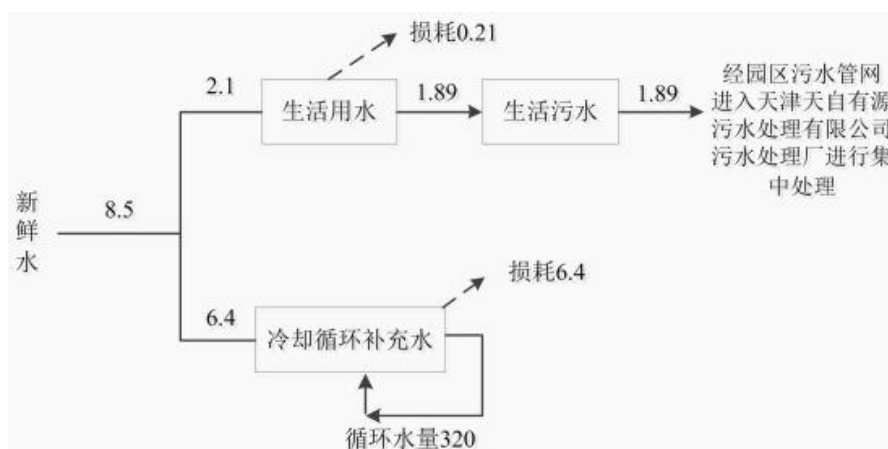 损耗0.21
2.1
生活用水
1.89
生活污水
1.89
经园区污水管网
进入天津天自有源
污水处理有限公司
污水处理厂进行集
中处理
新
鲜
水
8.5
损耗6.4
6.4
冷却循环补充水
循环水量320